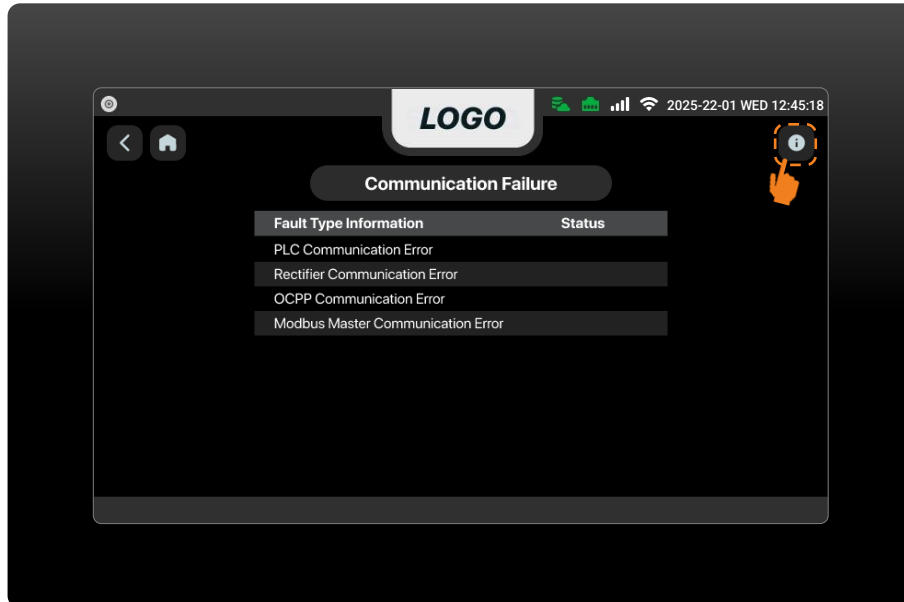 LOGO
2025-22-01 WED 12:45:18
Communication Failure
Fault Type Information Status
PLC Communication Error
Rectifier Communication Error
OCPP Communication Error
Modbus Master Communication Error